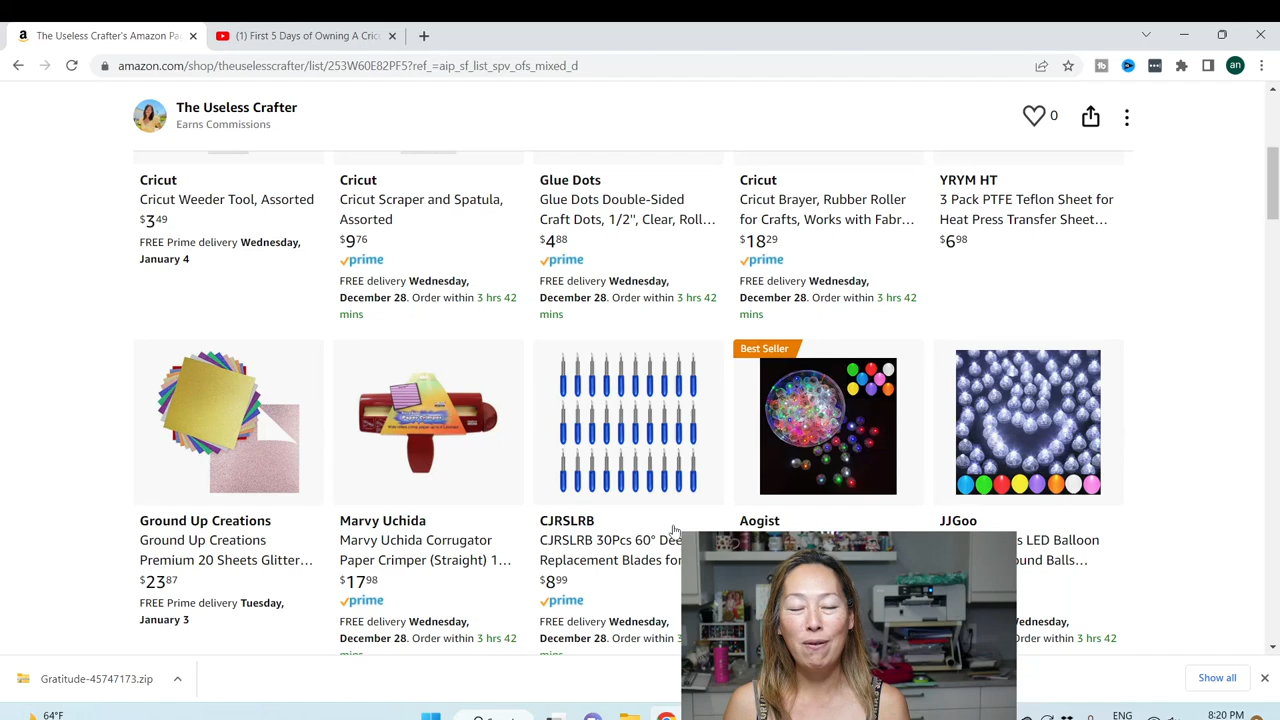 The Useless Crafter's Amazon Pa
(1) First 5 Days of Owning A Cric
amazon.com/shop/theuselesscrafter/list/253W60E82PF5?ref_=aip_sf_list_spv_ofs_mixed_d
an
The Useless Crafter
Earns Commissions
0
Cricut
Cricut Weeder Tool, Assorted
$3.49
FREE Prime delivery Wednesday,
January 4
Cricut
Cricut Scraper and Spatula,
Assorted
$9.76
prime
FREE delivery Wednesday,
December 28. Order within 3 hrs 42
mins
Glue Dots
Glue Dots Double-Sided
Craft Dots, 1/2", Clear, Roll...
$4.88
prime
FREE delivery Wednesday,
December 28. Order within 3 hrs 42
mins
Cricut
Cricut Brayer, Rubber Roller
for Crafts, Works with Fabr...
$18.29
prime
FREE delivery Wednesday,
December 28. Order within 3 hrs 42
mins
YRYM HT
3 Pack PTFE Teflon Sheet for
Heat Press Transfer Sheet...
$6.98
Ground Up Creations
Ground Up Creations
Premium 20 Sheets Glitter...
$23.87
FREE Prime delivery Tuesday,
January 3
Marvy Uchida
Marvy Uchida Corrugator
Paper Crimper (Straight) 1...
$17.98
prime
FREE delivery Wednesday,
December 28. Order within 3 hrs 42
mins
CJRSLRB
CJRSLRB 30Pcs 60° Dee
Replacement Blades for
$8.99
prime
FREE delivery Wednesday,
December 28. Order within 3
Best Seller
Aogist
JJGoo
s LED Balloon
ound Balls...
ednesday,
Order within 3 hrs 42
Gratitude-45747173.zip
Show all
64°F
ENG
8:20 PM